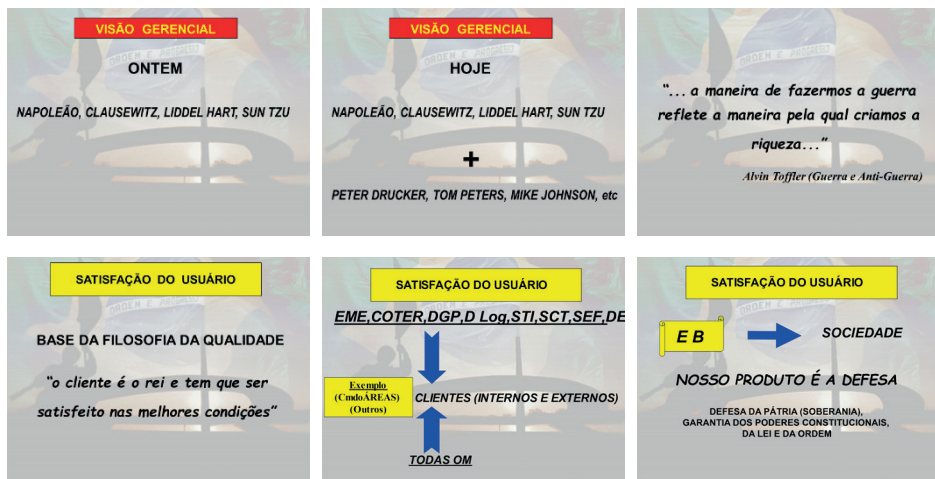 VISÃO GERENCIAL
ORDEM E PROGRESSO
ONTEM
NAPOLEÃO, CLAUSEWITZ, LIDDEL HART, SUN TZU
VISÃO GERENCIAL
ORDEM E PROGRESSO
HOJE
NAPOLEÃO, CLAUSEWITZ, LIDDEL HART, SUN TZU
+
PETER DRUCKER, TOM PETERS, MIKE JOHNSON, etc
“... a maneira de fazermos a guerra
reflete a maneira pela qual criamos a
riqueza...”
Alvin Toffler (Guerra e Anti-Guerra)
SATISFAÇÃO DO USUÁRIO
BASE DA FILOSOFIA DA QUALIDADE
“o cliente é o rei e tem que ser
satisfeito nas melhores condições”
SATISFAÇÃO DO USUÁRIO
EME,COTER,DGP,D Log,STI,SCT,SEF,DE
Exemplo
(CmdoÁREAS)
(Outros)
CLIENTES (INTERNOS E EXTERNOS)
TODAS OM
SATISFAÇÃO DO USUÁRIO
E B
SOCIEDADE
NOSSO PRODUTO É A DEFESA
DEFESA DA PÁTRIA (SOBERANIA),
GARANTIA DOS PODERES CONSTITUCIONAIS,
DA LEI E DA ORDEM